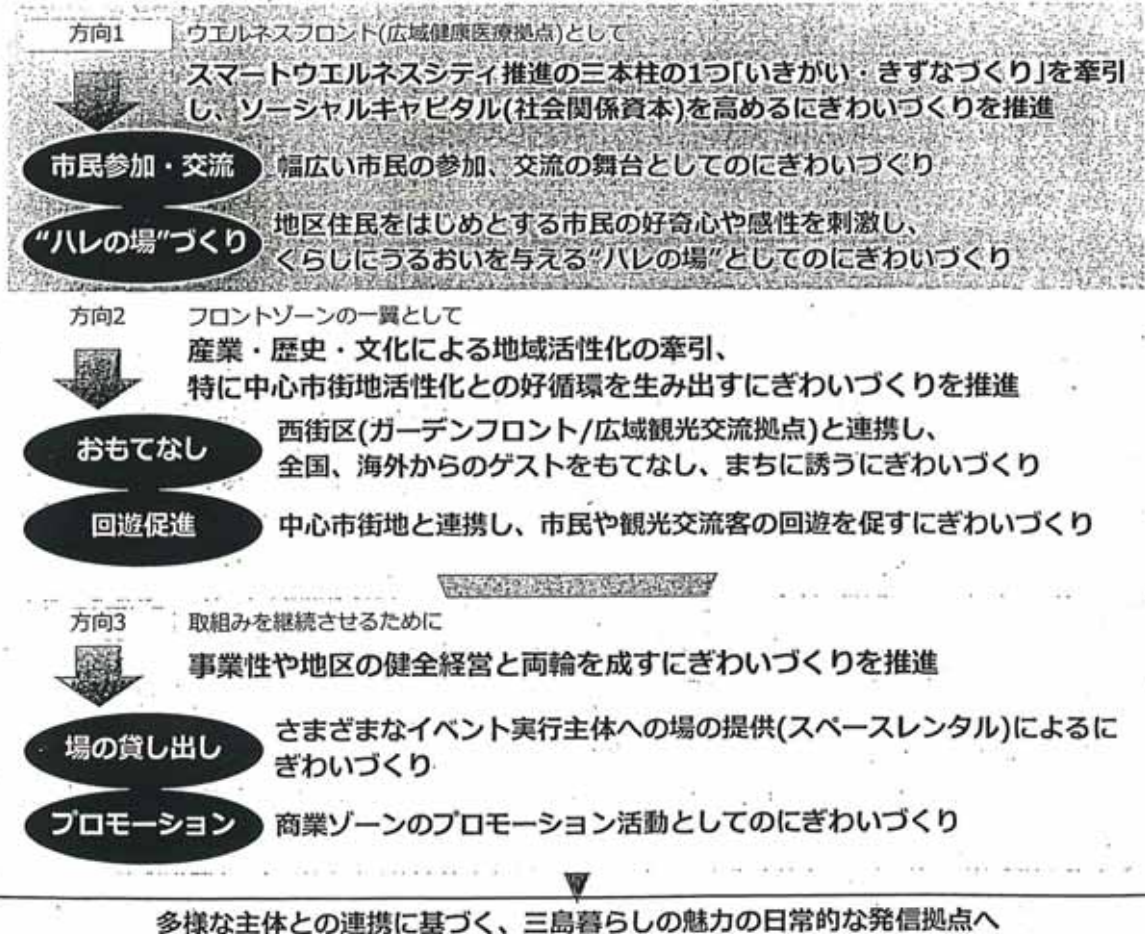 方向1 ウエルネスフロント(広域健康医療拠点)として
スマートウエルネスシティ推進の三本柱の1つ｢いきがい・きずなづくり｣を牽引
し、ソーシャルキャピタル(社会関係資本)を高めるにぎわいづくりを推進
市民参加・交流 幅広い市民の参加、交流の舞台としてのにぎわいづくり
“ハレの場”づくり 地区住民をはじめとする市民の好奇心や感性を刺激し、
くらしにうるおいを与える“ハレの場”としてのにぎわいづくり
方向2 フロントゾーンの一翼として
産業・歴史・文化による地域活性化の牽引、
特に中心市街地活性化との好循環を生み出すにぎわいづくりを推進
おもてなし 西街区(ガーデンフロント/広域観光交流拠点)と連携し、
全国、海外からのゲストをもてなし、まちに誘うにぎわいづくり
回遊促進 中心市街地と連携し、市民や観光交流客の回遊を促すにぎわいづくり
方向3 取組みを継続させるために
事業性や地区の健全経営と両輪を成すにぎわいづくりを推進
場の貸し出し さまざまなイベント実行主体への場の提供(スペースレンタル)によるに
ぎわいづくり
プロモーション 商業ゾーンのプロモーション活動としてのにぎわいづくり
多様な主体との連携に基づく、三島暮らしの魅力の日常的な発信拠点へ